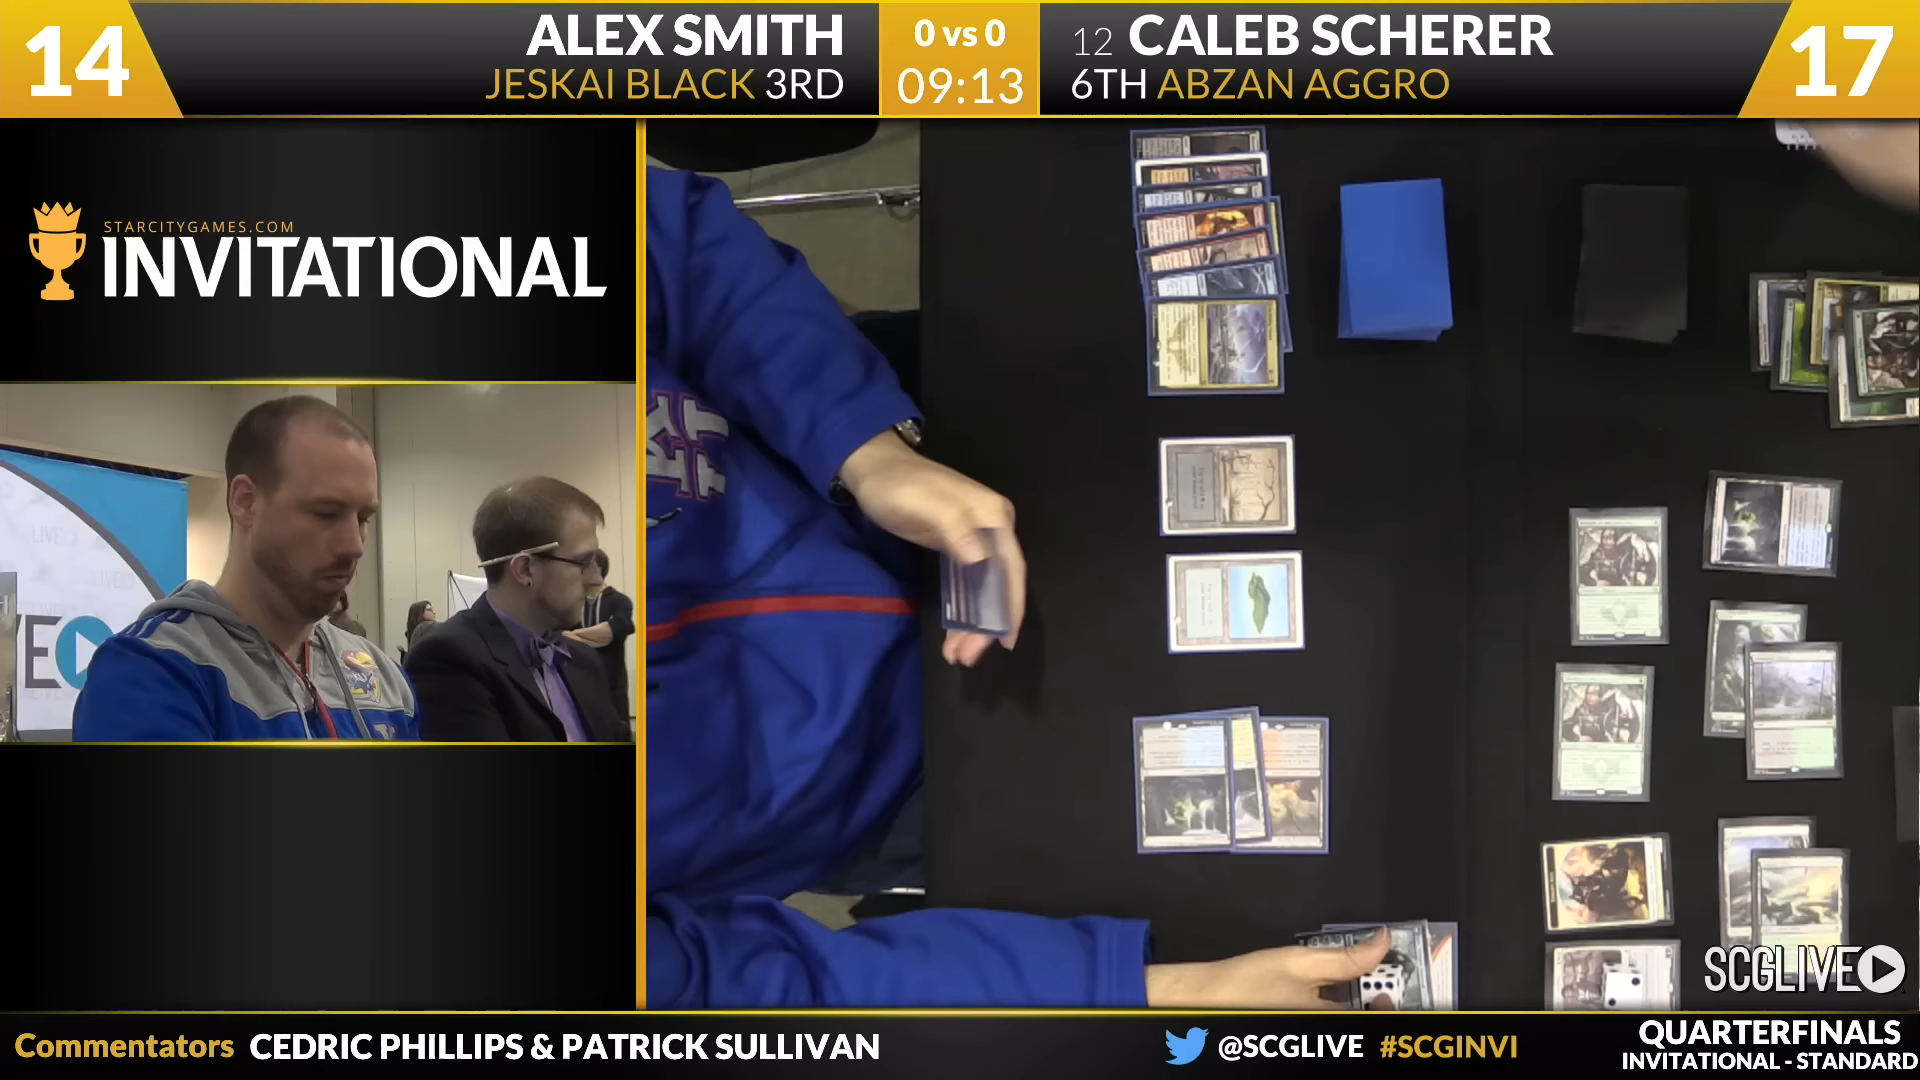 14
ALEX SMITH
JESKAI BLACK 3RD
0 vs 0
09:13
12 CALEB SCHERER
6TH ABZAN AGGRO
17
STARCITYGAMES.COM
INVITATIONAL
SCGLIVE
Commentators CEDRIC PHILLIPS & PATRICK SULLIVAN
@SCGLIVE #SCGINVI
QUARTERFINALS
INVITATIONAL - STANDARD